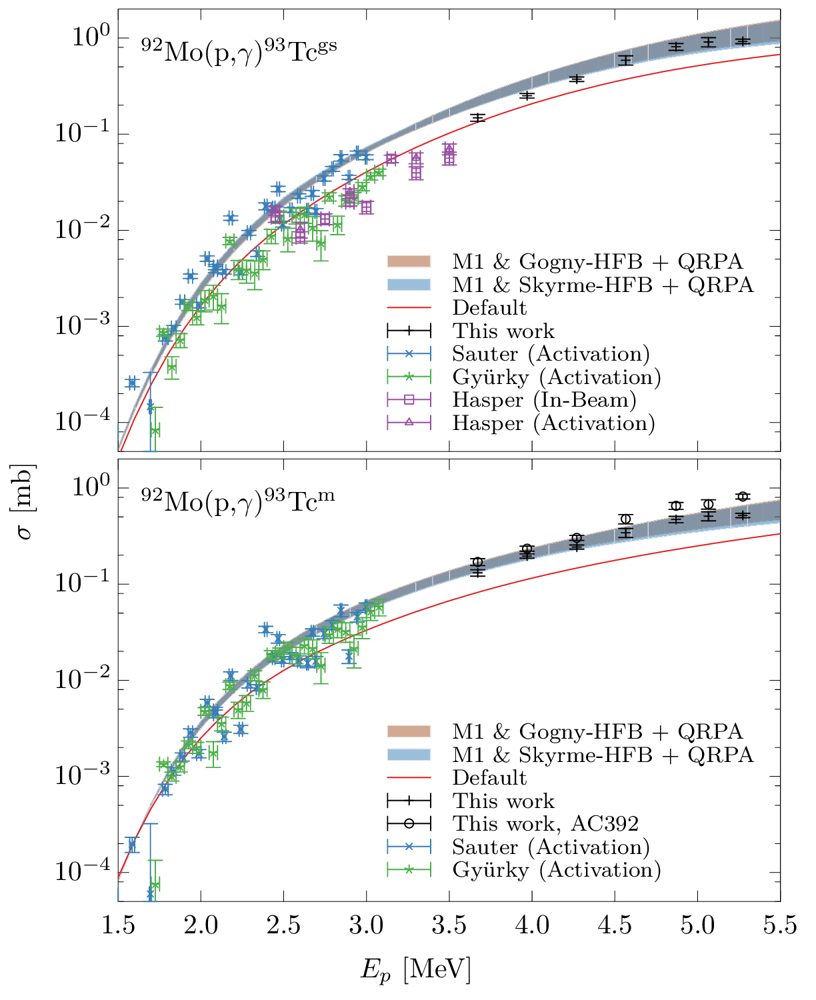 ⁹²Mo(p,γ)⁹³Tcᵍˢ
10⁰
10⁻¹
10⁻²
10⁻³
10⁻⁴
M1 & Gogny-HFB + QRPA
M1 & Skyrme-HFB + QRPA
Default
This work
Sauter (Activation)
Gyürky (Activation)
Hasper (In-Beam)
Hasper (Activation)
σ [mb]
⁹²Mo(p,γ)⁹³Tcᵐ
10⁰
10⁻¹
10⁻²
10⁻³
10⁻⁴
M1 & Gogny-HFB + QRPA
M1 & Skyrme-HFB + QRPA
Default
This work
This work, AC392
Sauter (Activation)
Gyürky (Activation)
1.5 2.0 2.5 3.0 3.5 4.0 4.5 5.0 5.5
Eₚ [MeV]